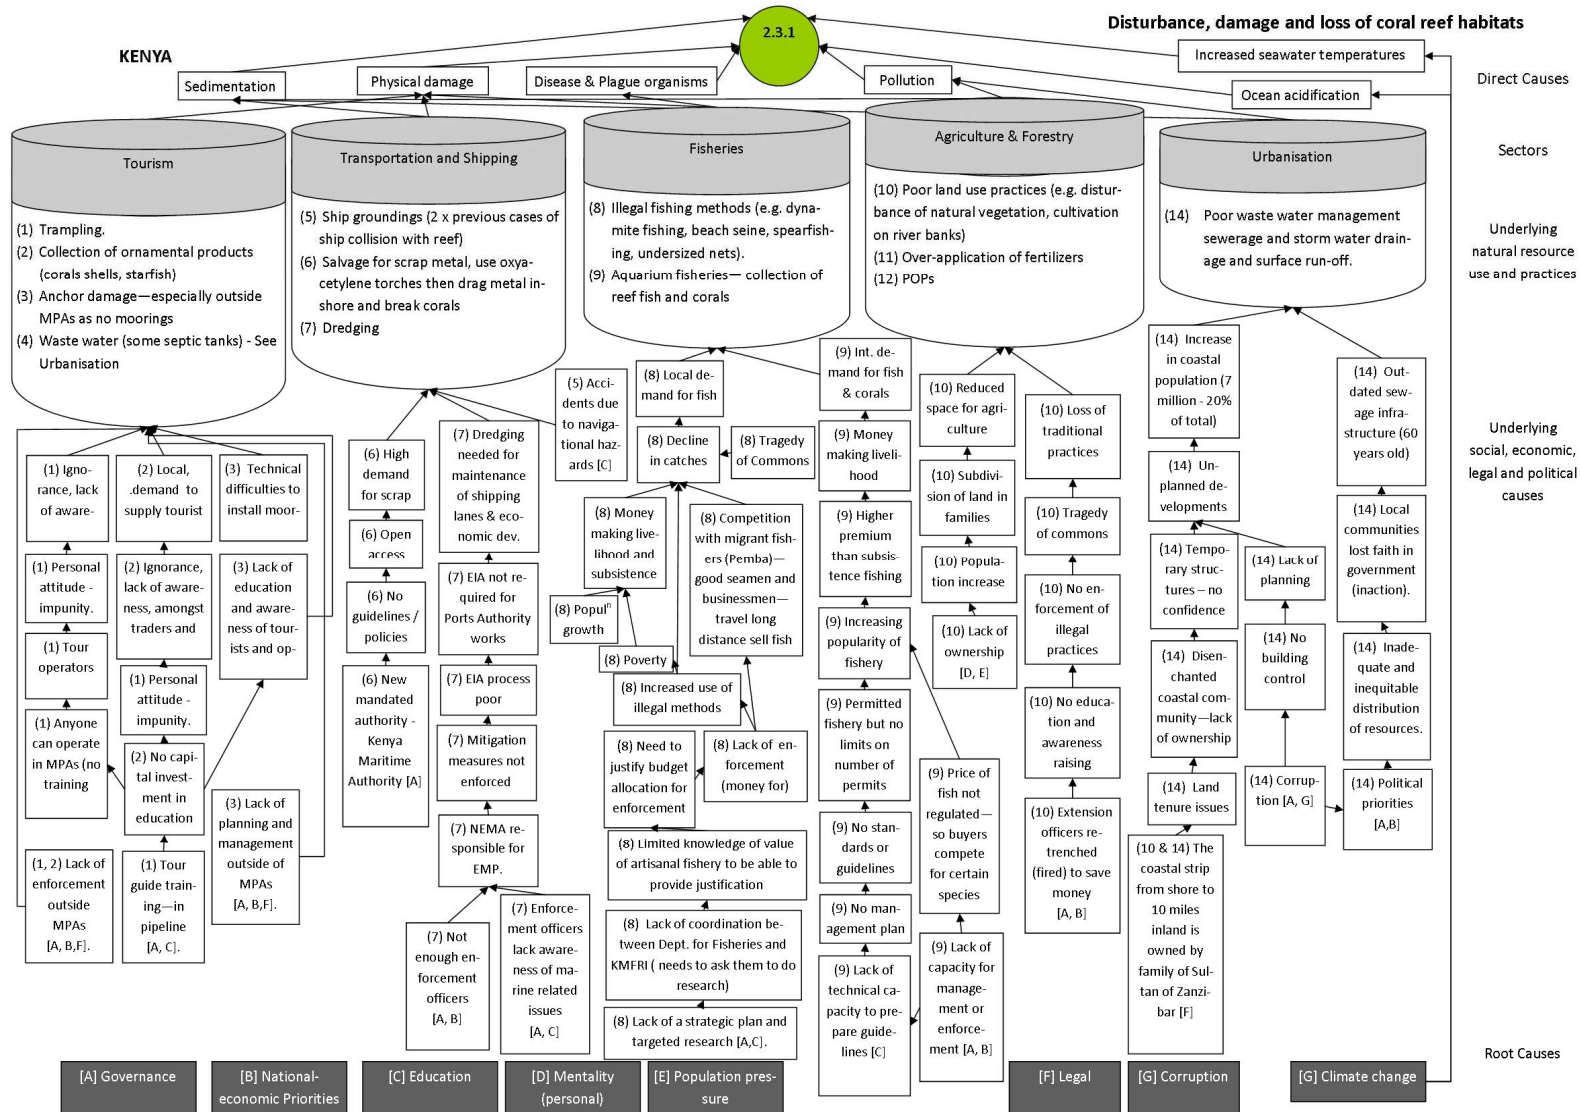 Disturbance, damage and loss of coral reef habitats
2.3.1
KENYA
Increased seawater temperatures
Sedimentation
Physical damage
Disease & Plague organisms
Pollution
Ocean acidification
Direct Causes
Tourism
Transportation and Shipping
Fisheries
Agriculture & Forestry
Urbanisation
Sectors
(1) Trampling.
(2) Collection of ornamental products
(corals shells, starfish)
(3) Anchor damage—especially outside
MPAs as no moorings
(4) Waste water (some septic tanks) - See
Urbanisation
(5) Ship groundings (2 x previous cases of
ship collision with reef)
(6) Salvage for scrap metal, use oxya-
cetylene torches then drag metal in-
shore and break corals
(7) Dredging
(8) Illegal fishing methods (e.g. dyna-
mite fishing, beach seine, spearfish-
ing, undersized nets).
(9) Aquarium fisheries— collection of
reef fish and corals
(10) Poor land use practices (e.g. distur-
bance of natural vegetation, cultivation
on river banks)
(11) Over-application of fertilizers
(12) POPs
(14) Poor waste water management
sewerage and storm water drain-
age and surface run-off.
Underlying
natural resource
use and practices
(1) Igno-
rance, lack
of aware-
(1) Personal
attitude -
impunity.
(1) Tour
operators
(1) Anyone
can operate
in MPAs (no
training
(1, 2) Lack of
enforcement
outside
MPAs
[A, B,F].
(2) Local,
.demand to
supply tourist
(2) Ignorance,
lack of aware-
ness, amongst
traders and
(1) Personal
attitude -
impunity.
(2) No capi-
tal invest-
ment in
education
(1) Tour
guide train-
ing—in
pipeline
[A, C].
(3) Technical
difficulties to
install moor-
(3) Lack of
education
and aware-
ness of tour-
ists and op-
(3) Lack of
planning and
management
outside of
MPAs
[A, B,F].
(6) High
demand
for scrap
(6) Open
access
(6) No
guidelines /
policies
(6) New
mandated
authority -
Kenya
Maritime
Authority [A]
(7) Dredging
needed for
maintenance
of shipping
lanes & eco-
nomic dev.
(7) EIA not re-
quired for
Ports Authority
works
(7) EIA process
poor
(7) Mitigation
measures not
enforced
(7) NEMA re-
sponsible for
EMP.
(7) Not
enough en-
forcement
officers
[A, B]
(7) Enforce-
ment officers
lack aware-
ness of ma-
rine related
issues
[A, C]
(5) Acci-
dents due
to naviga-
tional haz-
ards [C]
(8) Local de-
mand for fish
(8) Decline
in catches
(8) Tragedy
of Commons
(8) Money
making live-
lihood and
subsistence
(8) Popul^n
growth
(8) Poverty
(8) Competition
with migrant fish-
ers (Pemba)—
good seamen and
businessmen—
travel long
distance sell fish
(8) Increased use of
illegal methods
(8) Need to
justify budget
allocation for
enforcement
(8) Lack of en-
forcement
(money for)
(8) Limited knowledge of value
of artisanal fishery to be able to
provide justification
(8) Lack of coordination be-
tween Dept. for Fisheries and
KMFRI ( needs to ask them to do
research)
(8) Lack of a strategic plan and
targeted research [A,C].
(9) Int. de-
mand for fish
& corals
(9) Money
making liveli-
hood
(9) Higher
premium
than subsis-
tence fishing
(9) Increasing
popularity of
fishery
(9) Permitted
fishery but no
limits on
number of
permits
(9) No stan-
dards or
guidelines
(9) No man-
agement plan
(9) Lack of
technical ca-
pacity to pre-
pare guide-
lines [C]
(9) Price of
fish not
regulated—
so buyers
compete
for certain
species
(9) Lack of
capacity for
manage-
ment or
enforce-
ment [A, B]
(10) Reduced
space for agri-
culture
(10) Subdivi-
sion of land in
families
(10) Popula-
tion increase
(10) Lack of
ownership
[D, E]
(10) Loss of
traditional
practices
(10) Tragedy
of commons
(10) No en-
forcement of
illegal
practices
(10) No educa-
tion and
awareness
raising
(10) Extension
officers re-
trenched
(fired) to save
money
[A, B]
(14) Increase
in coastal
population (7
million - 20%
of total)
(14) Un-
planned de-
velopments
(14) Tempo-
rary struc-
tures – no
confidence
(14) Disen-
chanted
coastal com-
munity—lack
of ownership
(14) Land
tenure issues
(10 & 14) The
coastal strip
from shore to
10 miles
inland is
owned by
family of Sul-
tan of Zanzi-
bar [F]
(14) Lack of
planning
(14) No
building
control
(14) Corrup-
tion [A, G]
(14) Out-
dated sew-
age infra-
structure (60
years old)
(14) Local
communities
lost faith in
government
(inaction).
(14) Inade-
quate and
inequitable
distribution
of resources.
(14) Political
priorities
[A,B]
Underlying
social, economic,
legal and political
causes
Root Causes
[A] Governance
[B] National-
economic Priorities
[C] Education
[D] Mentality
(personal)
[E] Population pres-
sure
[F] Legal
[G] Corruption
[G] Climate change